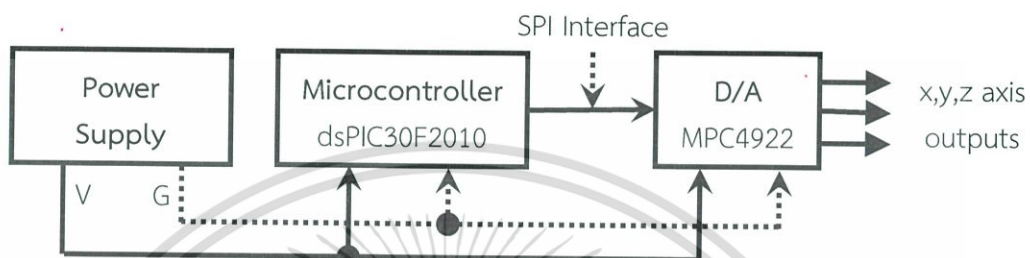 SPI Interface
Power
Supply
Microcontroller
dsPIC30F2010
D/A
MPC4922
x,y,z axis
outputs
V
G